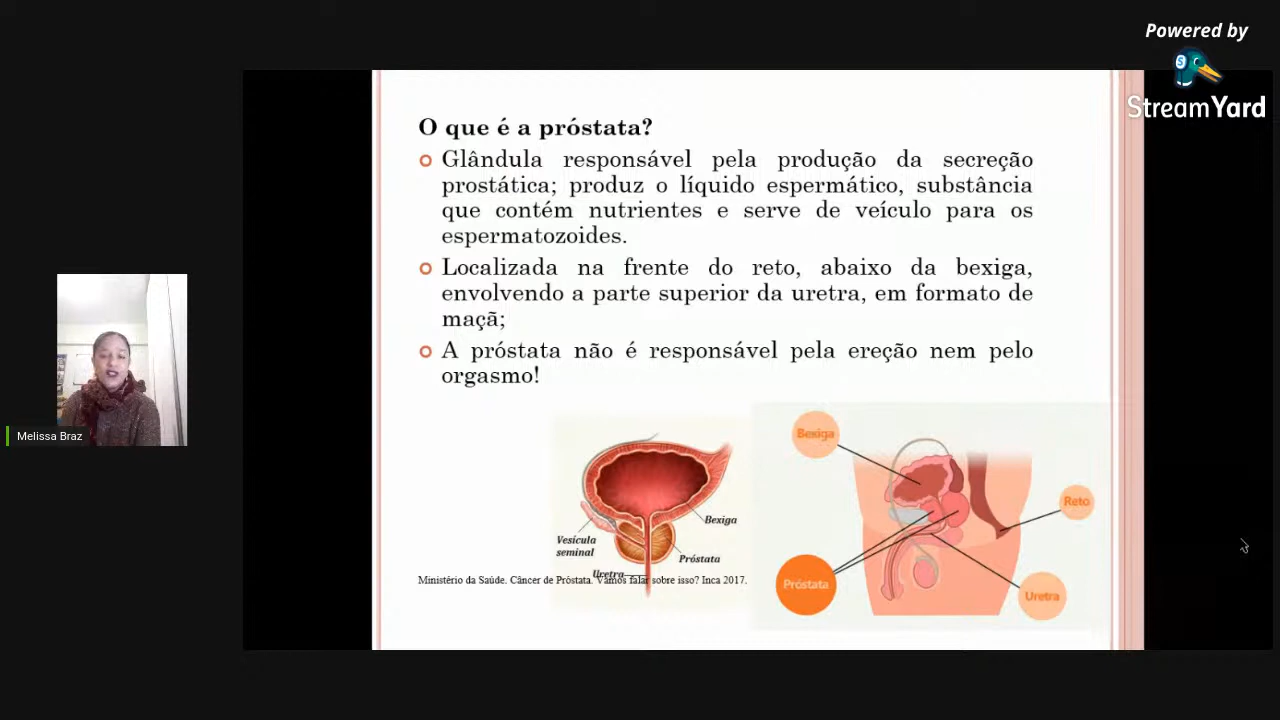 Powered by
StreamYard
O que é a próstata?
Glândula responsável pela produção da secreção
prostática; produz o líquido espermático, substância
que contém nutrientes e serve de veículo para os
espermatozoides.
Localizada na frente do reto, abaixo da bexiga,
envolvendo a parte superior da uretra, em formato de
maçã;
A próstata não é responsável pela ereção nem pelo
orgasmo!
Melissa Braz
Bexiga
Vesícula
seminal
Próstata
Uretra
Ministério da Saúde. Câncer de Próstata. Vamos falar sobre isso? Inca 2017.
Bexiga
Reto
Próstata
Uretra